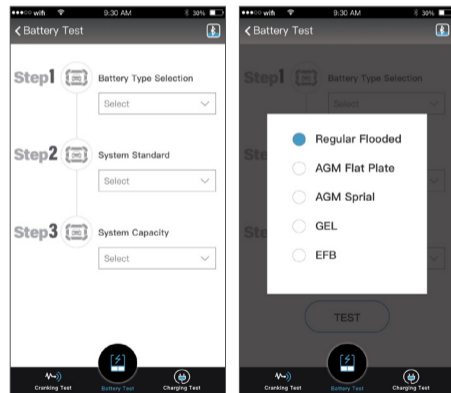 wifi 9:30 AM 30%
Battery Test
Step1 Battery Type Selection
Select
Step2 System Standard
Select
Step3 System Capacity
Select
Cranking Test Battery Test Charging Test
wifi 9:30 AM 30%
Battery Test
Step1 Battery Type Selection
Select
Regular Flooded
AGM Flat Plate
AGM Sprial
GEL
EFB
Ste
Ste
TEST
Cranking Test Battery Test Charging Test